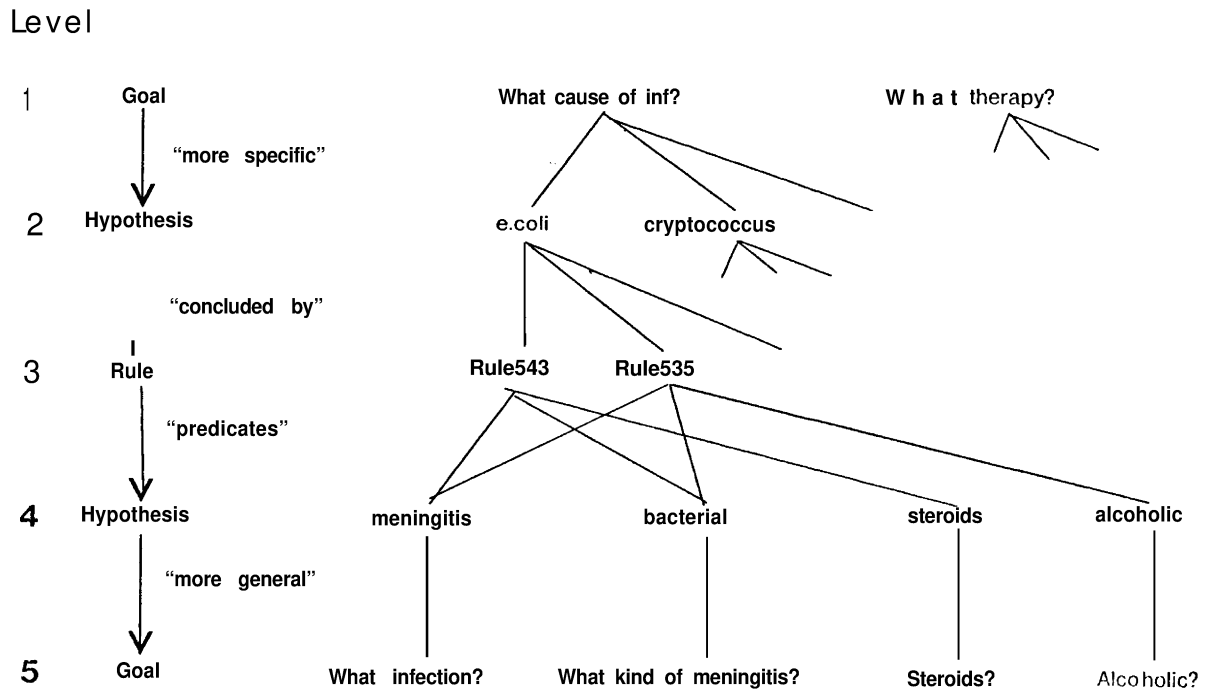 Level
1 Goal What cause of inf? What therapy?
"more specific"
2 Hypothesis e.coli cryptococcus
"concluded by"
3 Rule Rule543 Rule535
"predicates"
4 Hypothesis meningitis bacterial steroids alcoholic
"more general"
5 Goal What infection? What kind of meningitis? Steroids? Alcoholic?